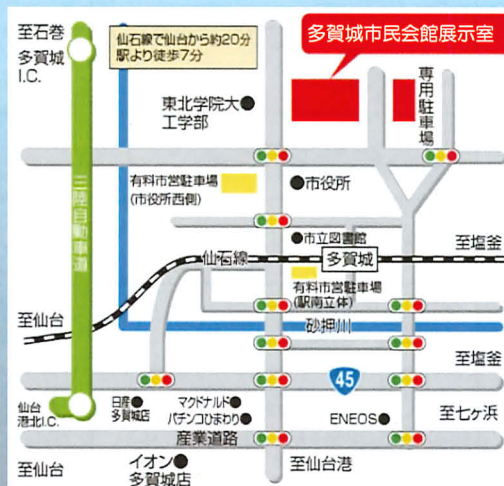 至石巻
多賀城
I.C.
仙石線で仙台から約20分
駅より徒歩7分
多賀城市民会館展示室
東北学院大
工学部
専用駐車場
三陸自動車道
有料市営駐車場
(市役所西側)
市役所
市立図書館
仙石線
多賀城
至塩釜
有料市営駐車場
(駅南立体)
至仙台
砂押川
至塩釜
45
仙台
港北I.C.
日産
多賀城店
マクドナルド
パチンコひまわり
ENEOS
至七ヶ浜
産業道路
至仙台
イオン
多賀城店
至仙台港